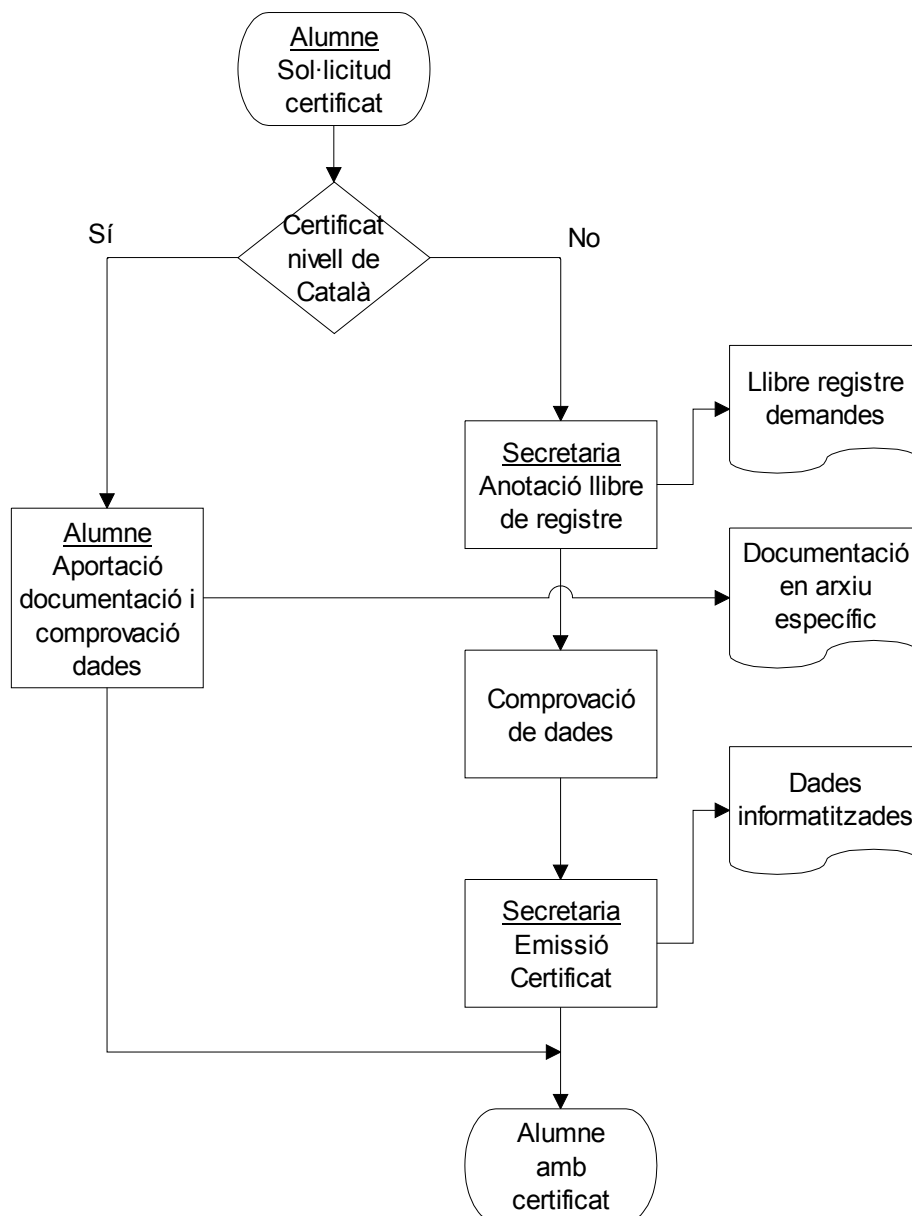 Alumne
Sol·licitud
certificat
Certificat
nivell de
Català
Sí
No
Llibre registre
demandes
Secretaria
Anotació llibre
de registre
Alumne
Aportació
documentació i
comprovació
dades
Documentació
en arxiu
específic
Comprovació
de dades
Dades
informatitzades
Secretaria
Emissió
Certificat
Alumne
amb
certificat